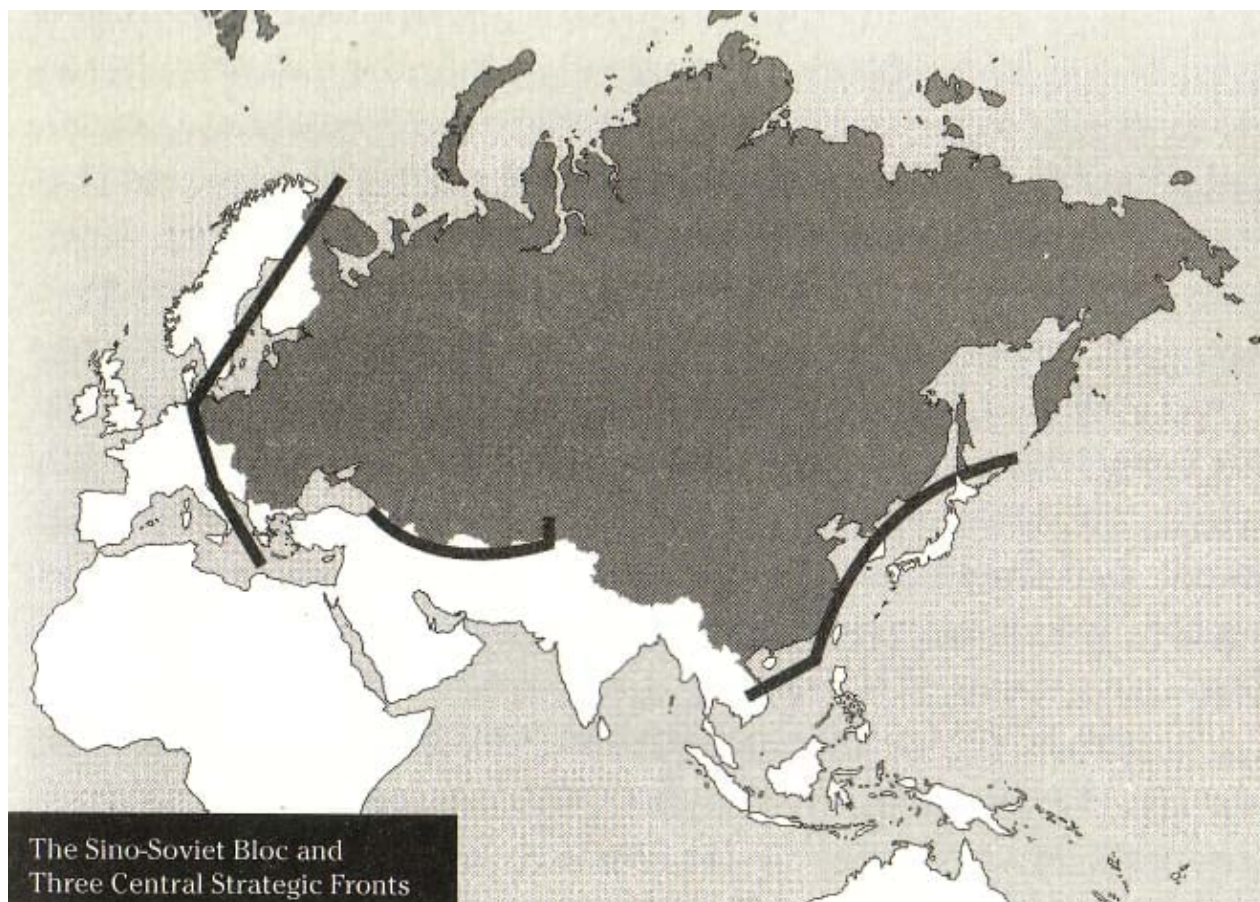 The Sino-Soviet Bloc and
Three Central Strategic Fronts